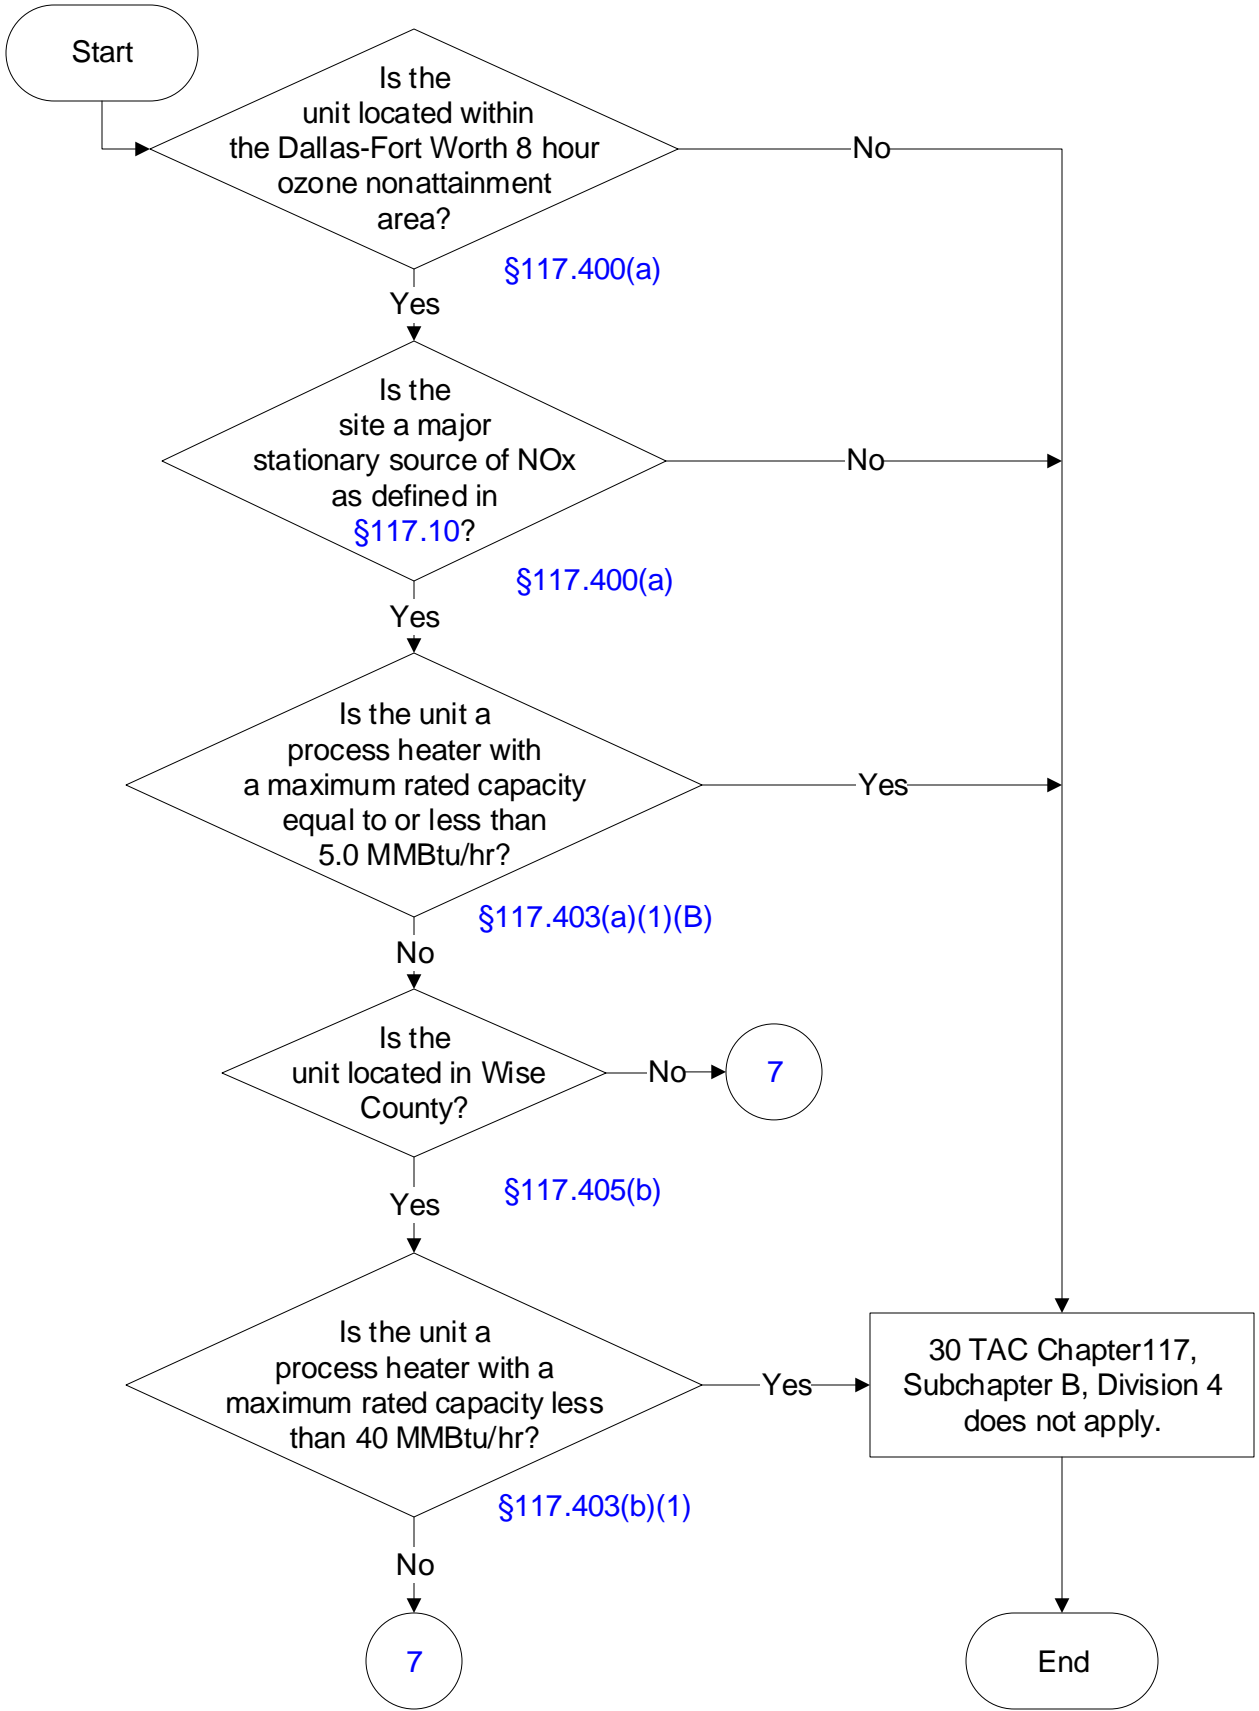 Start
Is the
unit located within
the Dallas-Fort Worth 8 hour
ozone nonattainment
area?
No
§117.400(a)
Yes
Is the
site a major
stationary source of NOx
as defined in
§117.10?
No
§117.400(a)
Yes
Is the unit a
process heater with
a maximum rated capacity
equal to or less than
5.0 MMBtu/hr?
Yes
§117.403(a)(1)(B)
No
Is the
unit located in Wise
County?
No
7
§117.405(b)
Yes
Is the unit a
process heater with a
maximum rated capacity less
than 40 MMBtu/hr?
Yes
30 TAC Chapter117,
Subchapter B, Division 4
does not apply.
§117.403(b)(1)
No
7
End